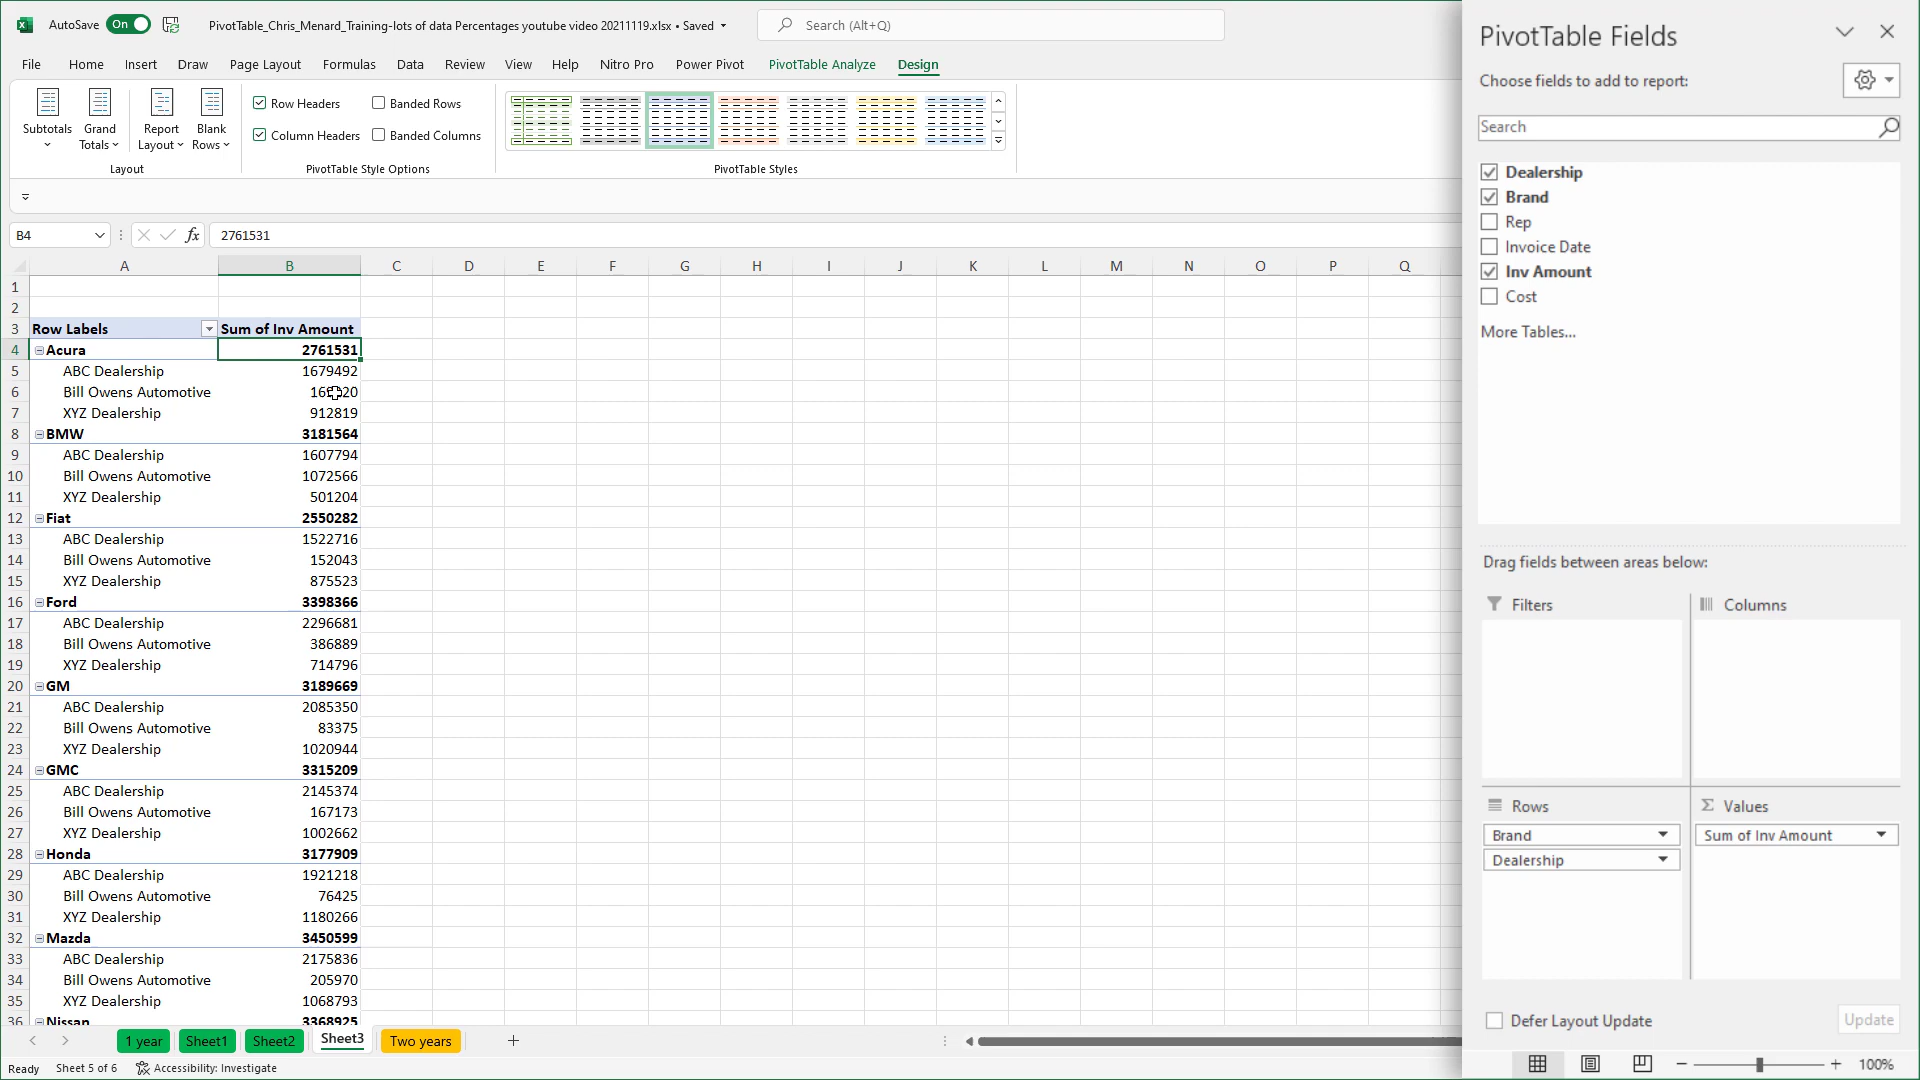 AutoSave On PivotTable_Chris_Menard_Training-lots of data Percentages youtube video 20211119.xlsx • Saved Search (Alt+Q)
File Home Insert Draw Page Layout Formulas Data Review View Help Nitro Pro Power Pivot PivotTable Analyze Design
Subtotals Grand Totals Report Layout Blank Rows
Layout
Row Headers Banded Rows
Column Headers Banded Columns
PivotTable Style Options
PivotTable Styles
B4 fx 2761531
A B C D E F G H I J K L M N O P Q
1
2
3 Row Labels Sum of Inv Amount
4 Acura 2761531
5 ABC Dealership 1679492
6 Bill Owens Automotive
7 XYZ Dealership 912819
8 BMW 3181564
9 ABC Dealership 1607794
10 Bill Owens Automotive 1072566
11 XYZ Dealership 501204
12 Fiat 2550282
13 ABC Dealership 1522716
14 Bill Owens Automotive 152043
15 XYZ Dealership 875523
16 Ford 3398366
17 ABC Dealership 2296681
18 Bill Owens Automotive 386889
19 XYZ Dealership 714796
20 GM 3189669
21 ABC Dealership 2085350
22 Bill Owens Automotive 83375
23 XYZ Dealership 1020944
24 GMC 3315209
25 ABC Dealership 2145374
26 Bill Owens Automotive 167173
27 XYZ Dealership 1002662
28 Honda 3177909
29 ABC Dealership 1921218
30 Bill Owens Automotive 76425
31 XYZ Dealership 1180266
32 Mazda 3450599
33 ABC Dealership 2175836
34 Bill Owens Automotive 205970
35 XYZ Dealership 1068793
36 Nissan 3368925
1 year Sheet1 Sheet2 Sheet3 Two years
Ready Sheet 5 of 6 Accessibility: Investigate
PivotTable Fields
Choose fields to add to report:
Search
Dealership
Brand
Rep
Invoice Date
Inv Amount
Cost
More Tables...
Drag fields between areas below:
Filters
Columns
Rows
Brand
Dealership
Values
Sum of Inv Amount
Defer Layout Update Update
100%